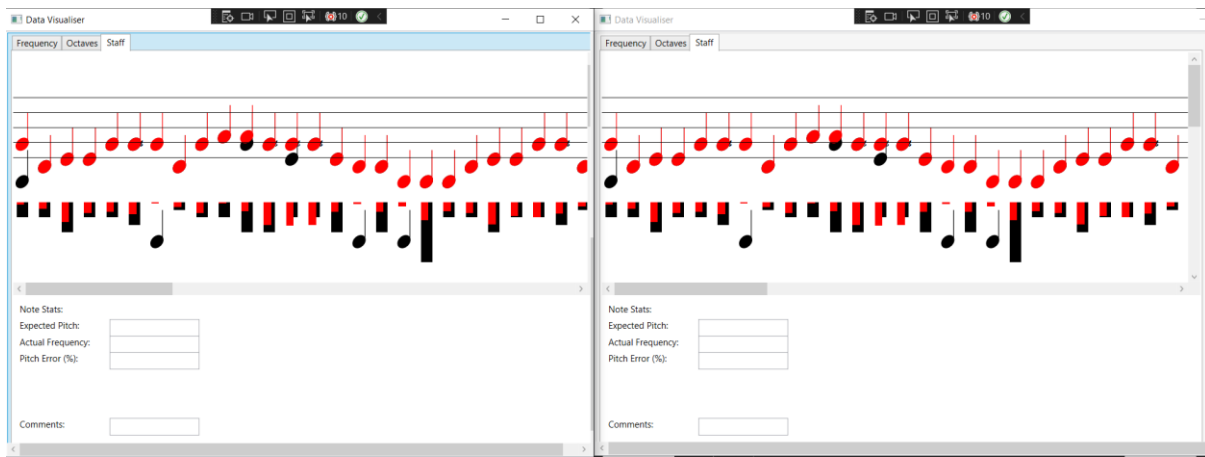 Data Visualiser
10
Frequency Octaves Staff
Note Stats:
Expected Pitch:
Actual Frequency:
Pitch Error (%):
Comments:
Data Visualiser
10
Frequency Octaves Staff
Note Stats:
Expected Pitch:
Actual Frequency:
Pitch Error (%):
Comments: